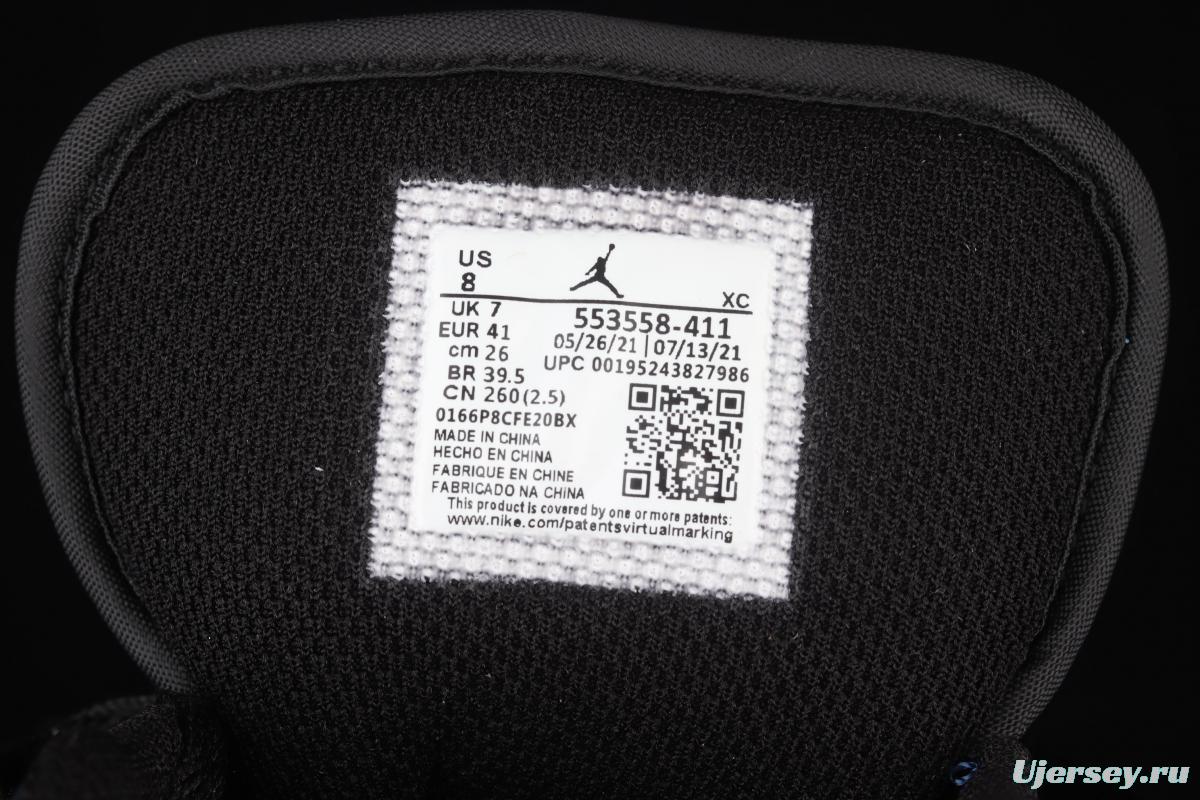 US
8
XC
UK 7
553558-411
EUR 41
05/26/21 | 07/13/21
cm 26
UPC 00195243827986
BR 39.5
CN 260(2.5)
0166P8CFE20BX
MADE IN CHINA
HECHO EN CHINA
FABRIQUE EN CHINE
FABRICADO NA CHINA
This product is covered by one or more patents:
www.nike.com/patentsvirtualmarking
Ujersey.ru